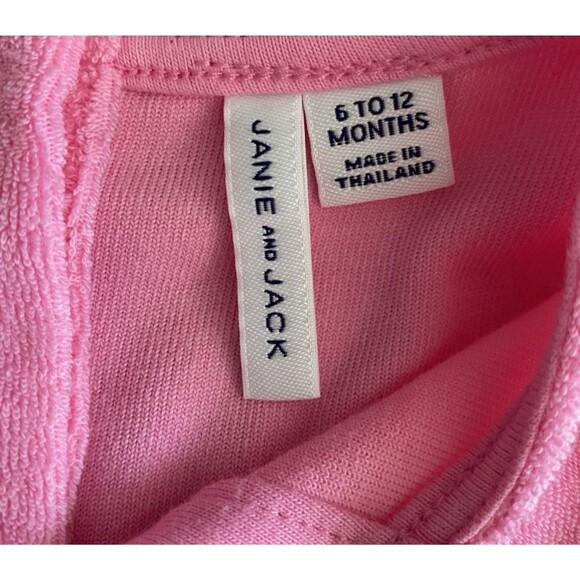 JANIE AND JACK
6 TO 12
MONTHS
MADE IN
THAILAND